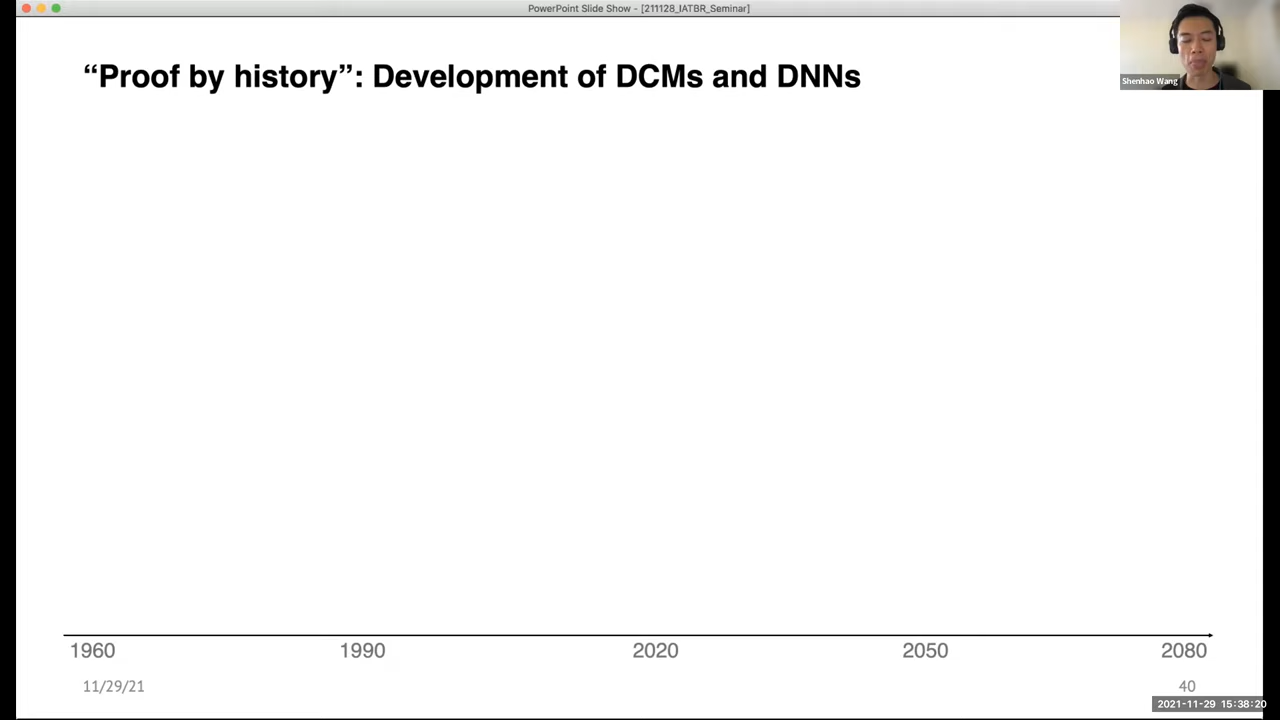 PowerPoint Slide Show - [211128_IATBR_Seminar]
“Proof by history”: Development of DCMs and DNNs
Shenhao Wang
1960 1990 2020 2050 2080
11/29/21 40
2021-11-29 15:38:20